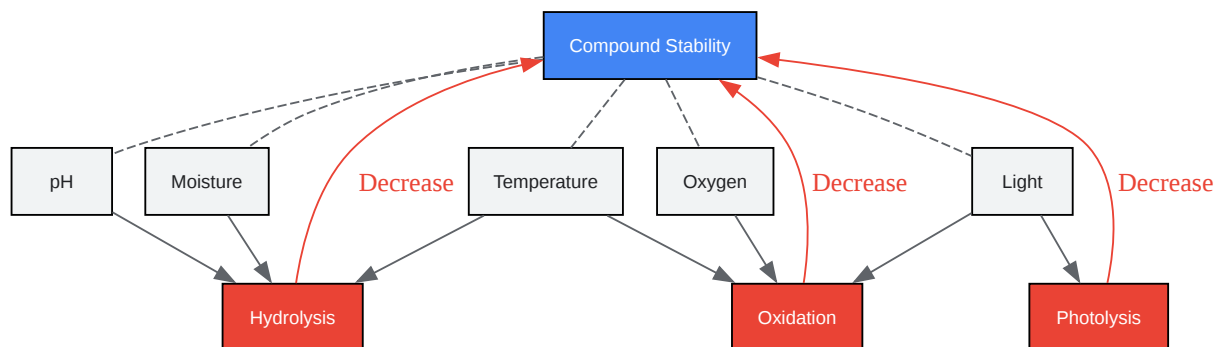 Compound Stability
pH
Moisture
Decrease
Temperature
Oxygen
Decrease
Light
Decrease
Hydrolysis
Oxidation
Photolysis